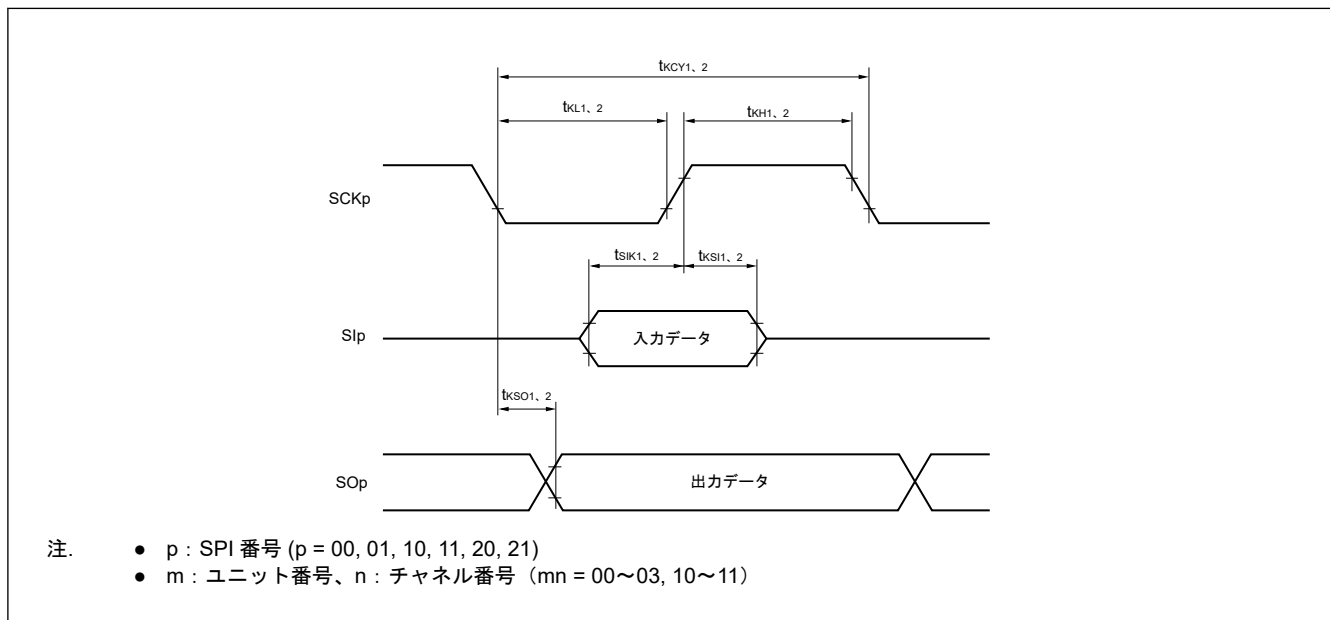 tKCY1、2
tKL1、2
tKH1、2
SCKp
tSIK1、2
tKSI1、2
SIp
入力データ
tKSO1、2
SOp
出力データ
注.
● p：SPI 番号 (p = 00, 01, 10, 11, 20, 21)
● m：ユニット番号、n：チャネル番号（mn = 00～03, 10～11）